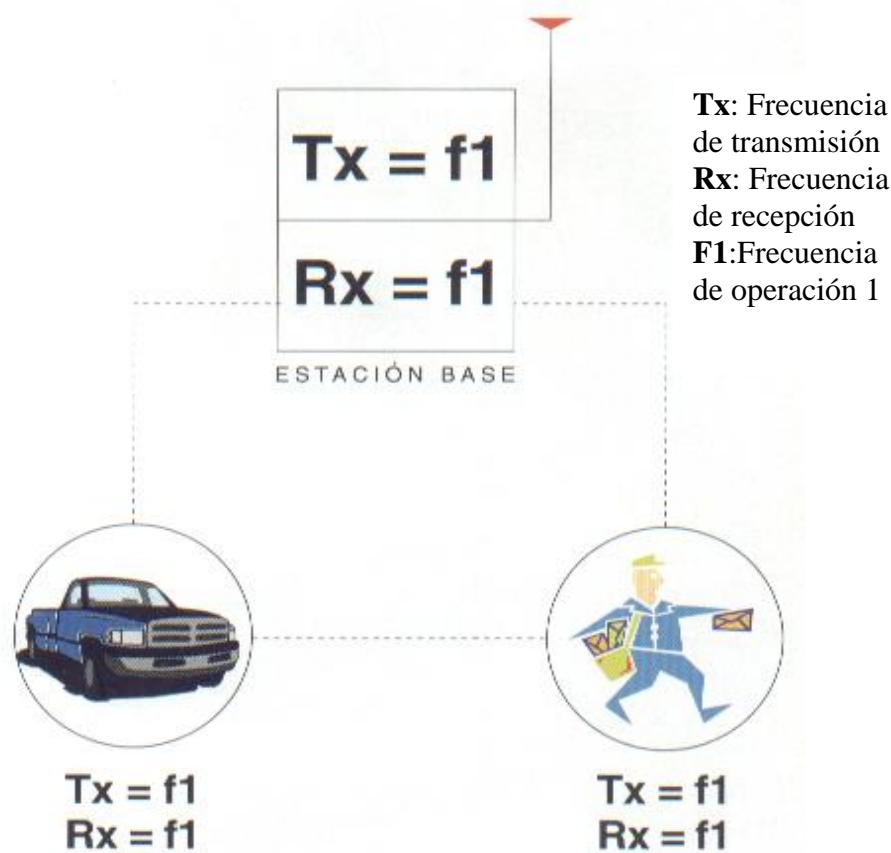 Tx = f1
Rx = f1
ESTACIÓN BASE
Tx: Frecuencia
de transmisión
Rx: Frecuencia
de recepción
F1:Frecuencia
de operación 1
Tx = f1
Rx = f1
Tx = f1
Rx = f1